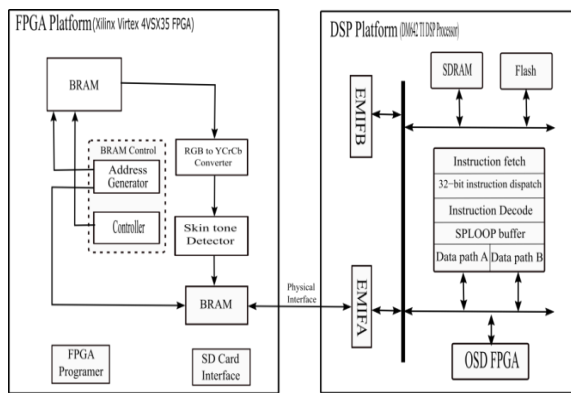 FPGA Platform(Xilinx Virtex 4VSX35 FPGA)
BRAM
BRAM Control
Address
Generator
Controller
RGB to YCrCb
Converter
Skin tone
Detector
BRAM
FPGA
Programer
SD Card
Interface
Physical
Interface
DSP Platform(DM642 TI DSP Processor)
EMIFB
SDRAM
Flash
Instruction fetch
32-bit instruction dispatch
Instruction Decode
SPLOOP buffer
Data path A
Data path B
EMIFA
OSD FPGA